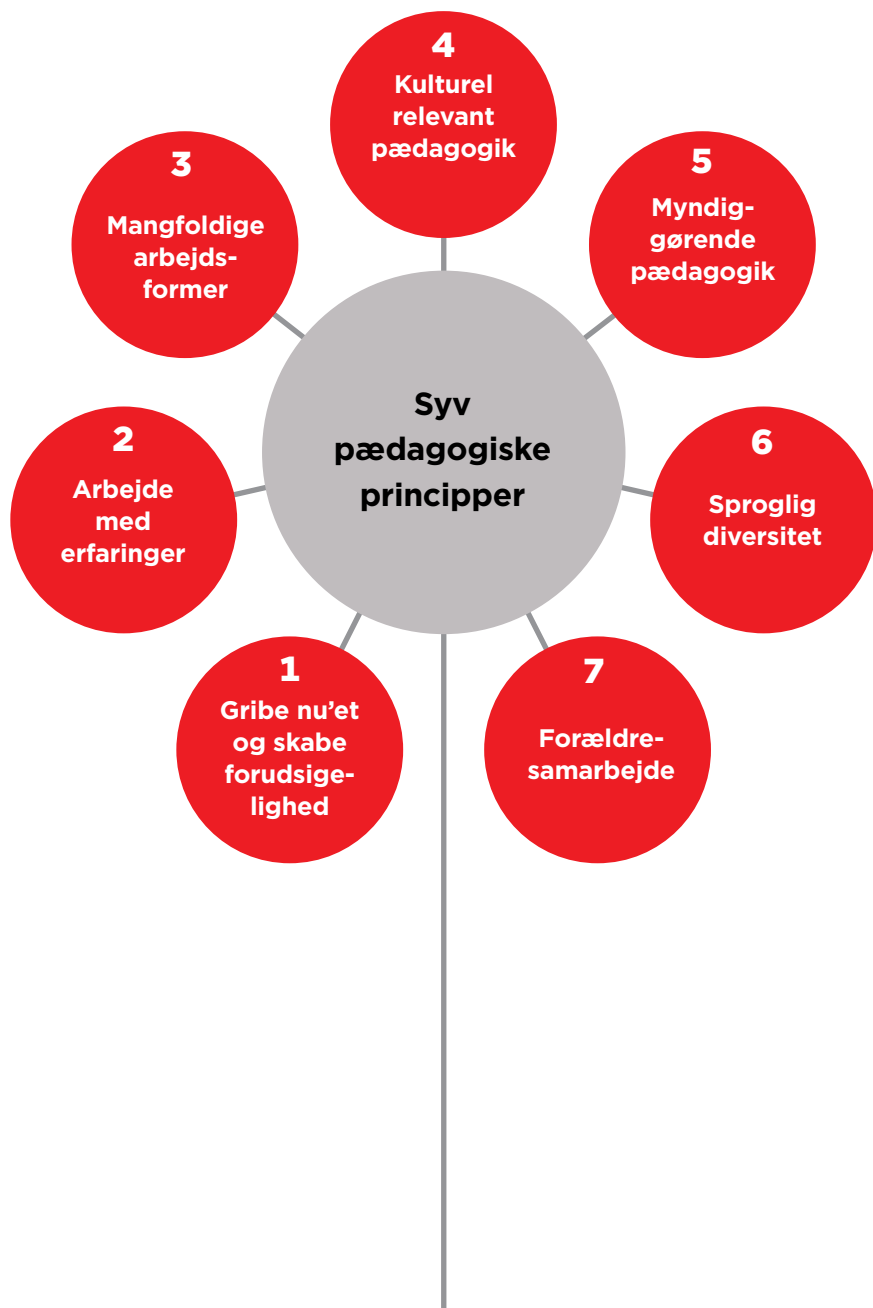 Syv
pædagogiske
principper
1
Gribe nu’et
og skabe
forudsige-
lighed
2
Arbejde
med
erfaringer
3
Mangfoldige
arbejds-
former
4
Kulturel
relevant
pædagogik
5
Myndig-
gørende
pædagogik
6
Sproglig
diversitet
7
Forældre-
samarbejde